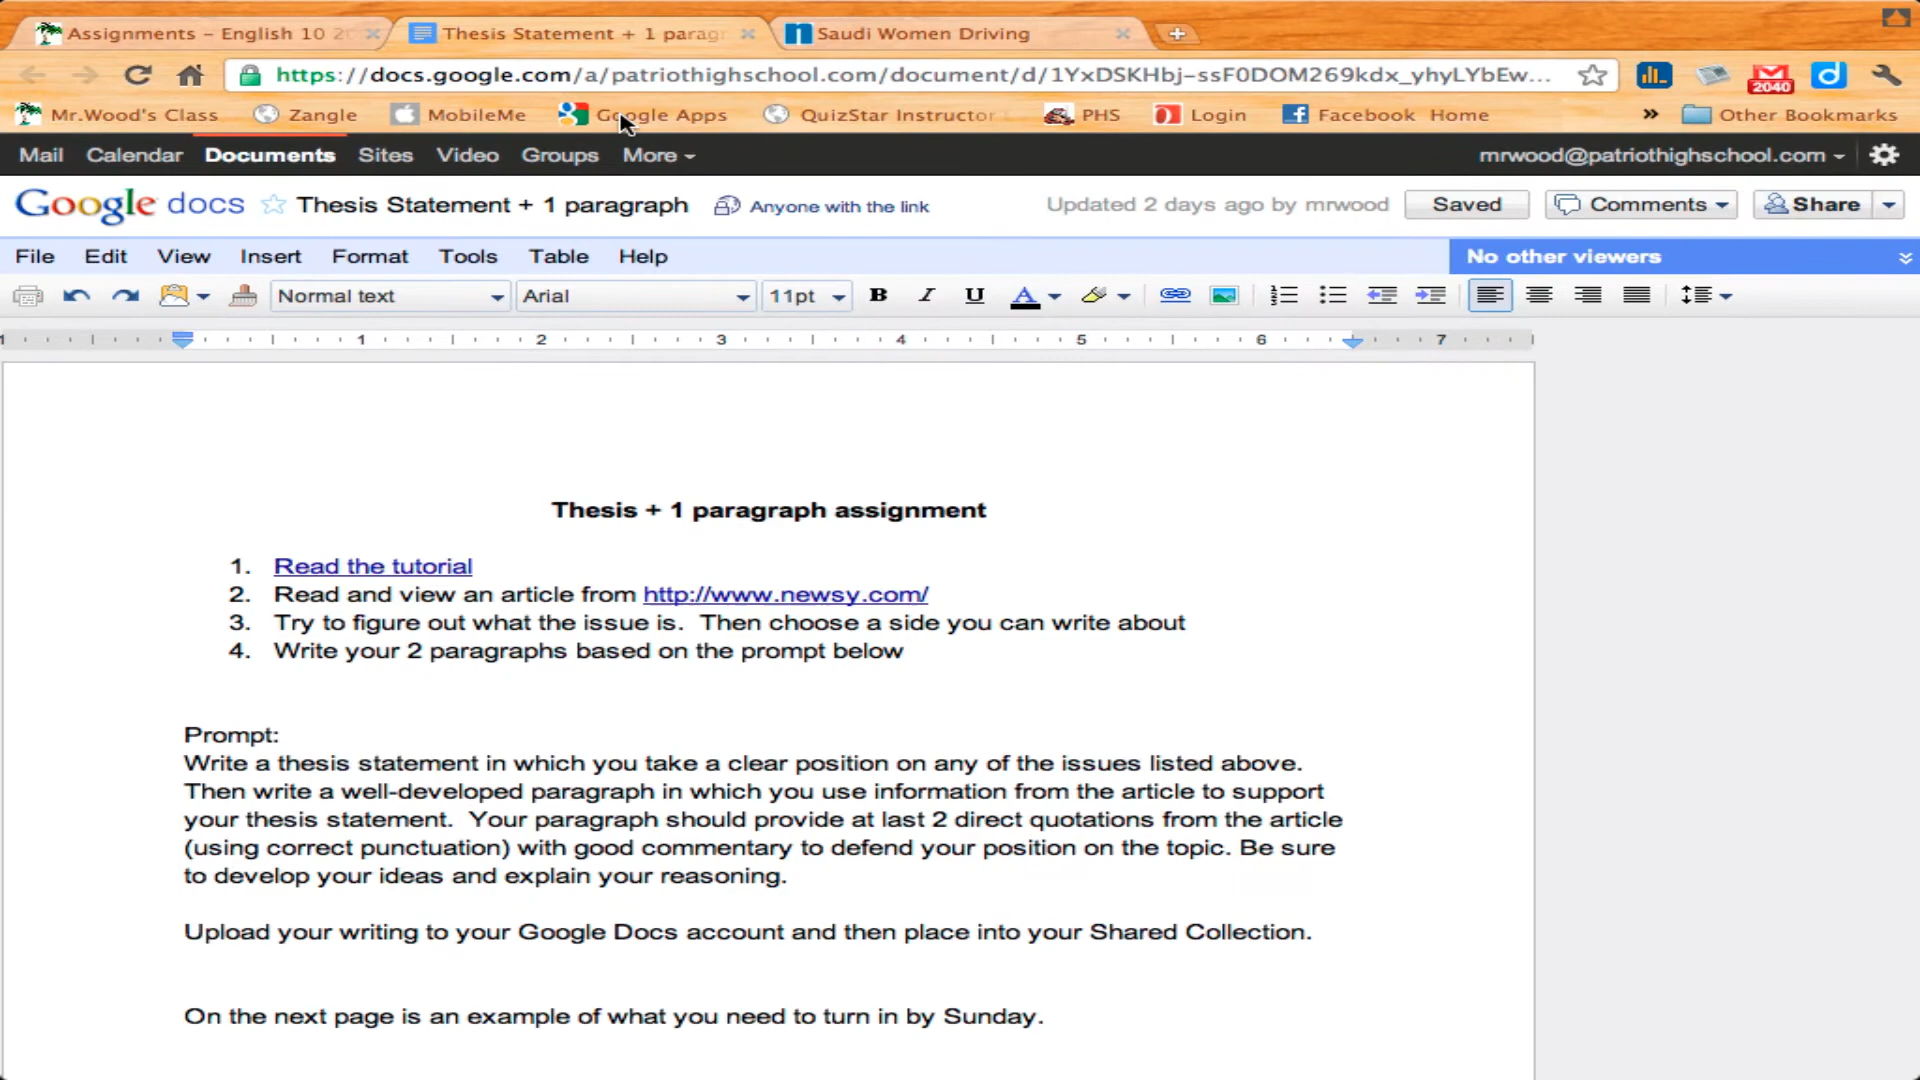 Assignments – English 10 2
Thesis Statement + 1 paragr
Saudi Women Driving
https://docs.google.com/a/patriothighschool.com/document/d/1YxDSKHbj-ssF0DOM269kdx_yhyLYbEw...
2040
Mr.Wood's Class Zangle MobileMe Google Apps QuizStar Instructor PHS Login Facebook Home » Other Bookmarks
Mail Calendar Documents Sites Video Groups More mrwood@patriothighschool.com
Google docs Thesis Statement + 1 paragraph Anyone with the link Updated 2 days ago by mrwood Saved Comments Share
File Edit View Insert Format Tools Table Help No other viewers
Normal text Arial 11pt B I U A
1 1 2 3 4 5 6 7
Thesis + 1 paragraph assignment
1. Read the tutorial
2. Read and view an article from http://www.newsy.com/
3. Try to figure out what the issue is.  Then choose a side you can write about
4. Write your 2 paragraphs based on the prompt below
Prompt:
Write a thesis statement in which you take a clear position on any of the issues listed above.
Then write a well-developed paragraph in which you use information from the article to support
your thesis statement.  Your paragraph should provide at last 2 direct quotations from the article
(using correct punctuation) with good commentary to defend your position on the topic. Be sure
to develop your ideas and explain your reasoning.
Upload your writing to your Google Docs account and then place into your Shared Collection.
On the next page is an example of what you need to turn in by Sunday.